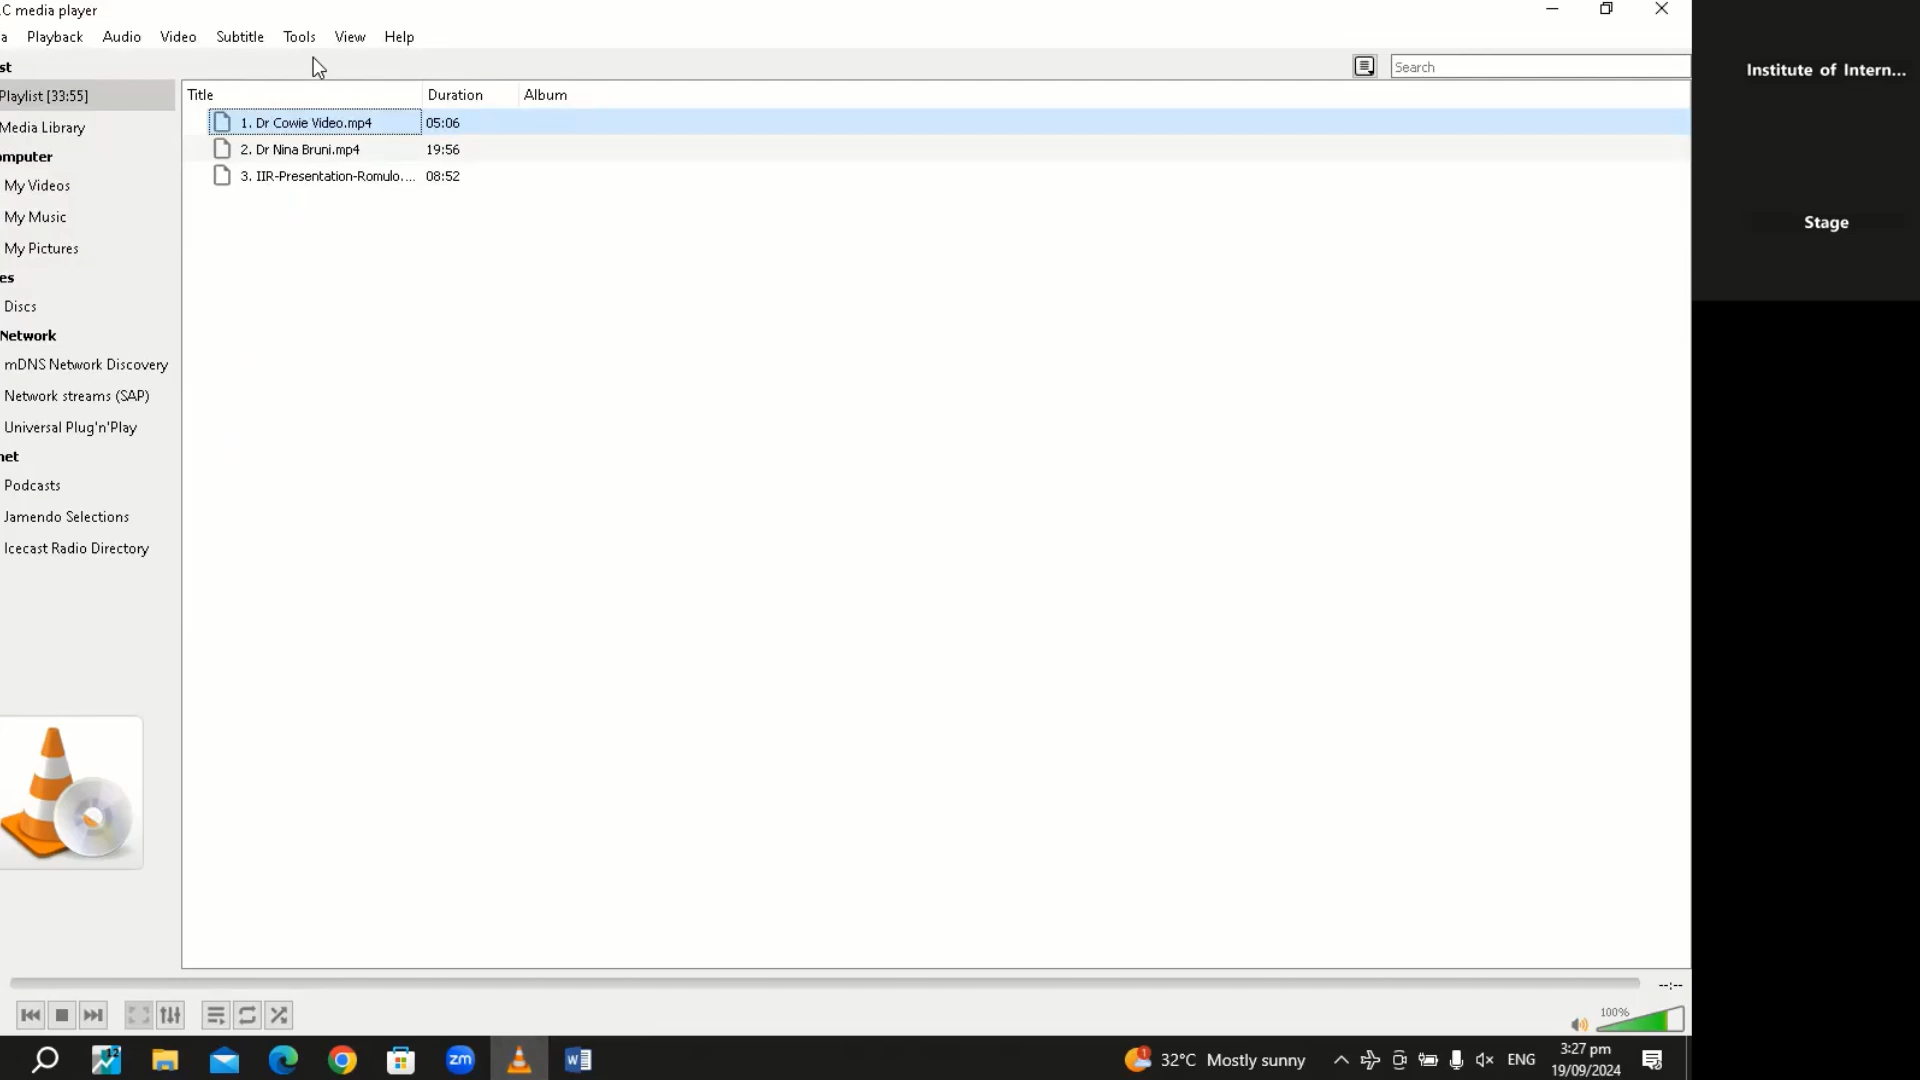 C media player
a Playback Audio Video Subtitle Tools View Help
st
Search
Playlist [33:55]
Title Duration Album
1. Dr Cowie Video.mp4 05:06
Media Library
2. Dr Nina Bruni.mp4 19:56
omputer
3. IIR-Presentation-Romulo.... 08:52
My Videos
My Music
My Pictures
es
Discs
Network
mDNS Network Discovery
Network streams (SAP)
Universal Plug'n'Play
net
Podcasts
Jamendo Selections
Icecast Radio Directory
Institute of Intern...
Stage
--:--
100%
12
zm
W
1
32°C Mostly sunny
ENG
3:27 pm
19/09/2024